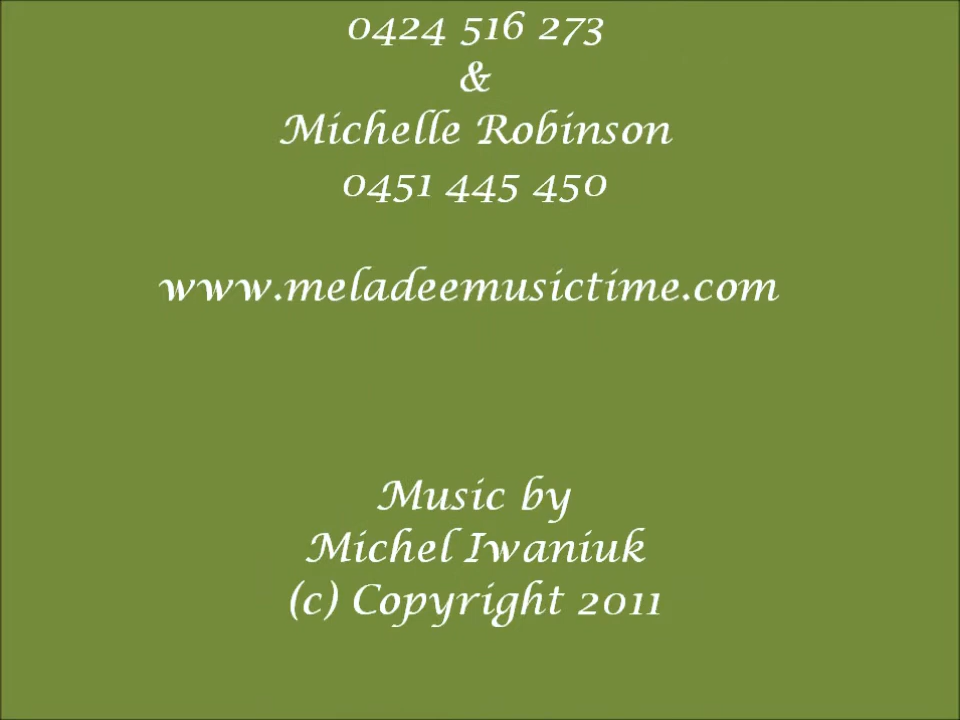 0424 516 273
&
Michelle Robinson
0451 445 450
www.meladeemusictime.com
Music by
Michel Iwaniuk
(c) Copyright 2011